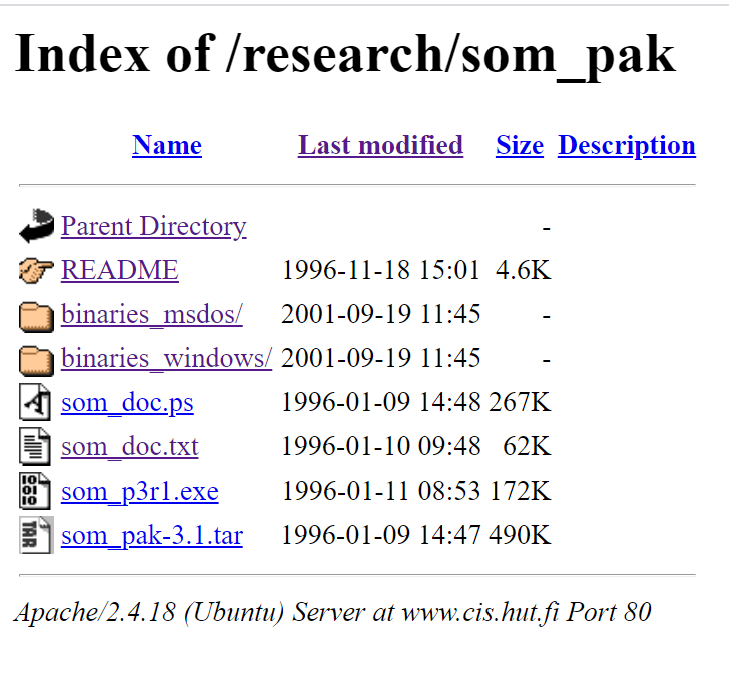 Index of /research/som_pak
Name Last modified Size Description
Parent Directory -
README 1996-11-18 15:01 4.6K
binaries_msdos/ 2001-09-19 11:45 -
binaries_windows/ 2001-09-19 11:45 -
som_doc.ps 1996-01-09 14:48 267K
som_doc.txt 1996-01-10 09:48 62K
som_p3r1.exe 1996-01-11 08:53 172K
som_pak-3.1.tar 1996-01-09 14:47 490K
Apache/2.4.18 (Ubuntu) Server at www.cis.hut.fi Port 80